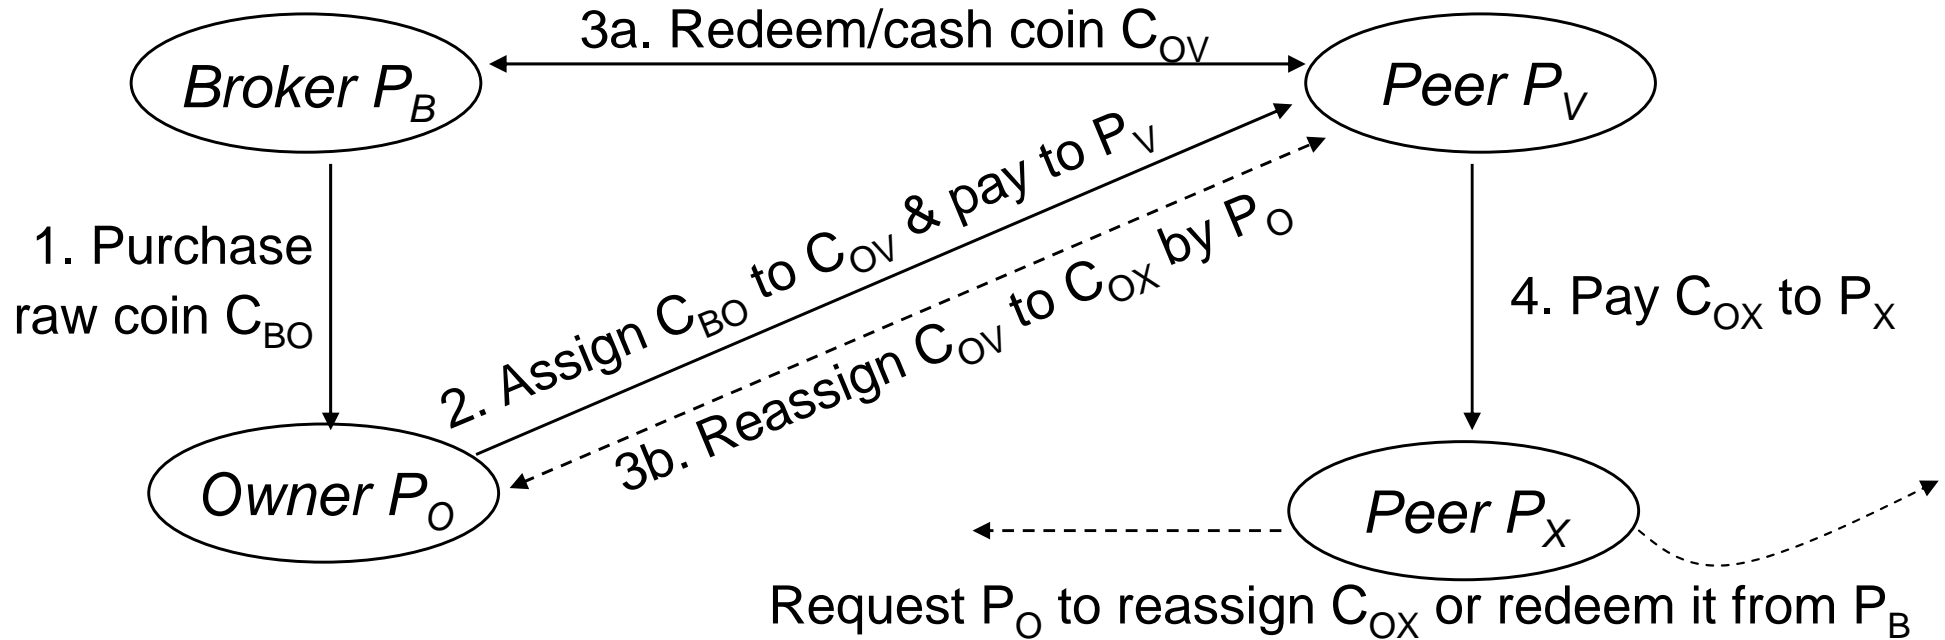 3a. Redeem/cash coin C_OV
Broker P_B
Peer P_V
1. Purchase
raw coin C_BO
2. Assign C_BO to C_OV & pay to P_V
3b. Reassign C_OV to C_OX by P_O
4. Pay C_OX to P_X
Owner P_O
Peer P_X
Request P_O to reassign C_OX or redeem it from P_B